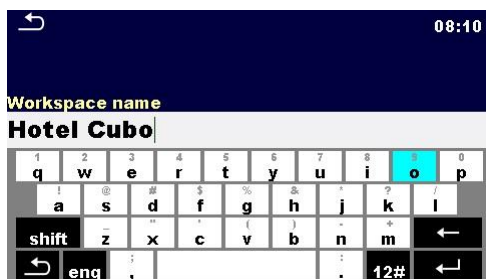 08:10
Workspace name
Hotel Cubo
1 2 3 4 5 6 7 8 9 0
q w e r t y u i o p
! @ # $ % & * ? /
a s d f g h j k l
_ " ' ( ) - +
shift z x c v b n m ←
; :
eng , . 12#